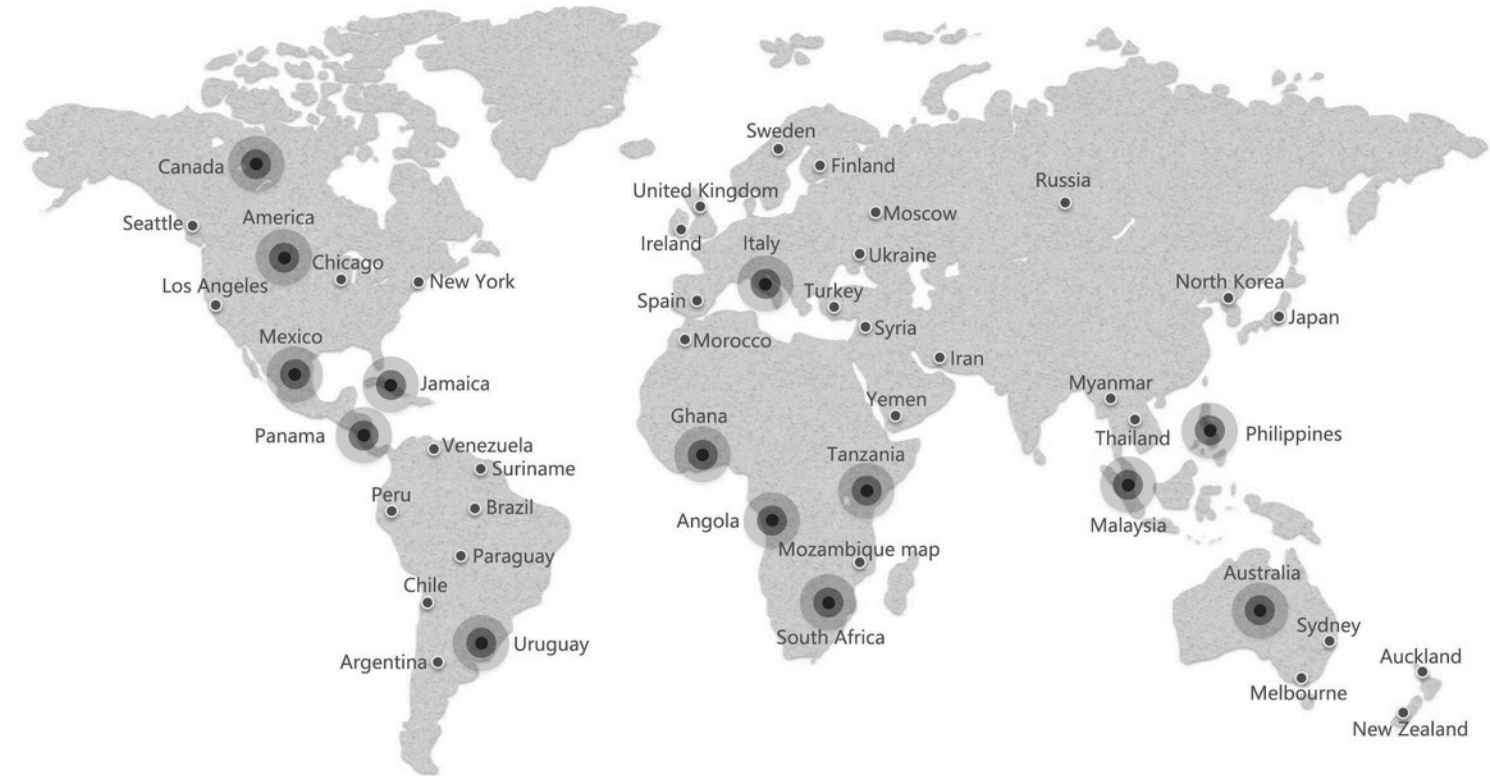 Sweden
Canada
Finland
United Kingdom
Russia
Seattle
America
Moscow
Ireland
Italy
Ukraine
Chicago
Los Angeles
New York
Spain
Turkey
North Korea
Japan
Mexico
Syria
Morocco
Iran
Jamaica
Myanmar
Yemen
Ghana
Panama
Thailand
Philippines
Venezuela
Tanzania
Suriname
Peru
Brazil
Angola
Malaysia
Mozambique map
Paraguay
Chile
Australia
Sydney
South Africa
Uruguay
Auckland
Argentina
Melbourne
New Zealand